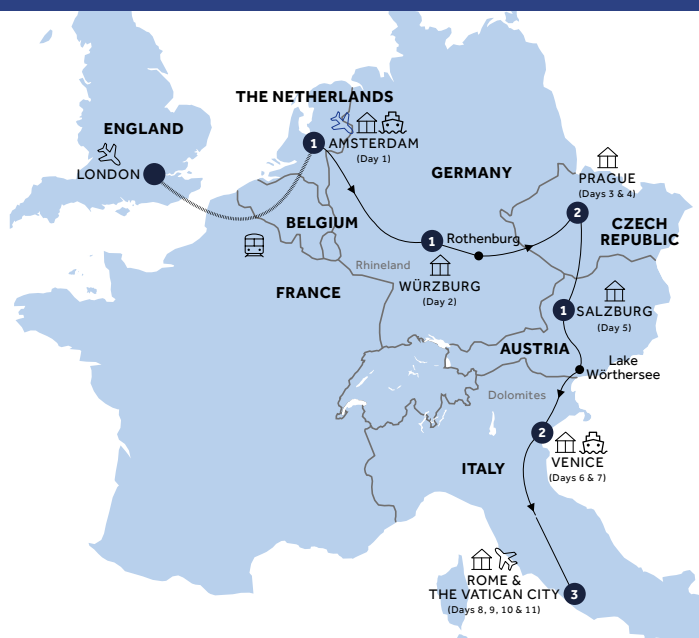 THE NETHERLANDS
ENGLAND
1
AMSTERDAM
(Day 1)
LONDON
GERMANY
PRAGUE
(Days 3 & 4)
2
BELGIUM
CZECH
REPUBLIC
1
Rothenburg
Rhineland
WÜRZBURG
(Day 2)
FRANCE
1
SALZBURG
(Day 5)
AUSTRIA
Lake
Wörthersee
Dolomites
2
VENICE
(Days 6 & 7)
ITALY
ROME &
THE VATICAN CITY
(Days 8, 9, 10 & 11)
3